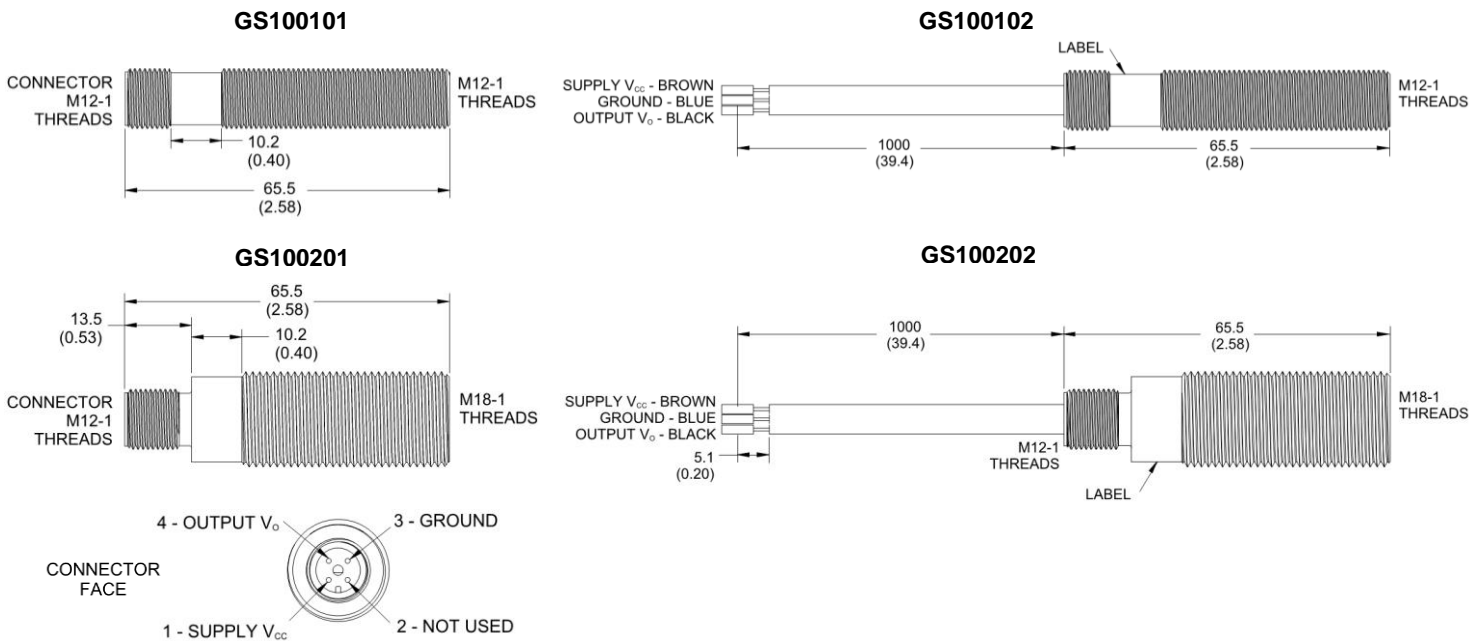 GS100101
CONNECTOR
M12-1
THREADS
M12-1
THREADS
10.2
(0.40)
65.5
(2.58)
GS100102
LABEL
SUPPLY Vcc - BROWN
GROUND - BLUE
OUTPUT Vo - BLACK
M12-1
THREADS
1000
(39.4)
65.5
(2.58)
GS100201
65.5
(2.58)
13.5
(0.53)
10.2
(0.40)
CONNECTOR
M12-1
THREADS
M18-1
THREADS
GS100202
1000
(39.4)
65.5
(2.58)
SUPPLY Vcc - BROWN
GROUND - BLUE
OUTPUT Vo - BLACK
M18-1
THREADS
5.1
(0.20)
M12-1
THREADS
LABEL
4 - OUTPUT Vo
3 - GROUND
CONNECTOR
FACE
1 - SUPPLY Vcc
2 - NOT USED